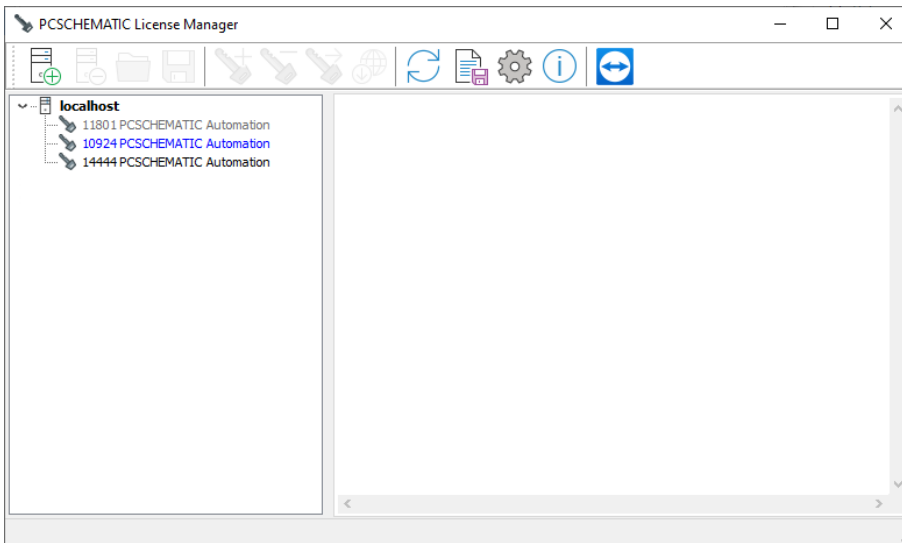 PCSCHEMATIC License Manager
localhost
11801 PCSCHEMATIC Automation
10924 PCSCHEMATIC Automation
14444 PCSCHEMATIC Automation